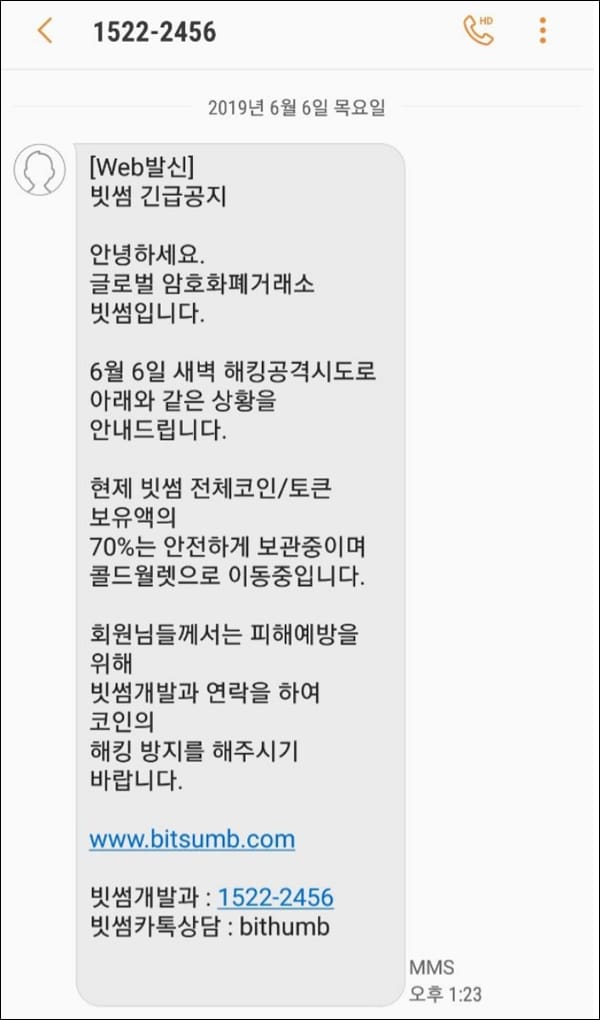 1522-2456
HD
2019년 6월 6일 목요일
[Web발신]
빗썸 긴급공지
안녕하세요.
글로벌 암호화폐거래소
빗썸입니다.
6월 6일 새벽 해킹공격시도로
아래와 같은 상황을
안내드립니다.
현제 빗썸 전체코인/토큰
보유액의
70%는 안전하게 보관중이며
콜드월렛으로 이동중입니다.
회원님들께서는 피해예방을
위해
빗썸개발과 연락을 하여
코인의
해킹 방지를 해주시기
바랍니다.
www.bitsumb.com
빗썸개발과 : 1522-2456
빗썸카톡상담 : bithumb
MMS
오후 1:23